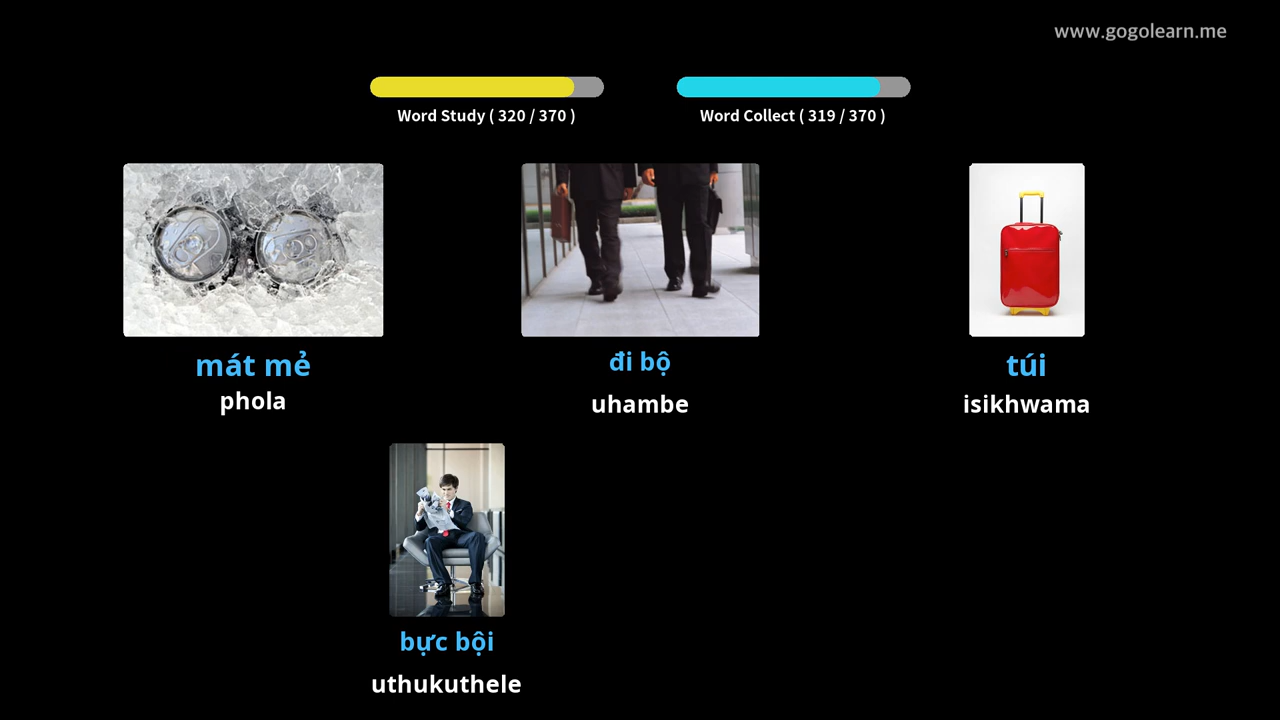 www.gogolearn.me
Word Study ( 320 / 370 )
Word Collect ( 319 / 370 )
mát mẻ
phola
đi bộ
uhambe
túi
isikhwama
bực bội
uthukuthele